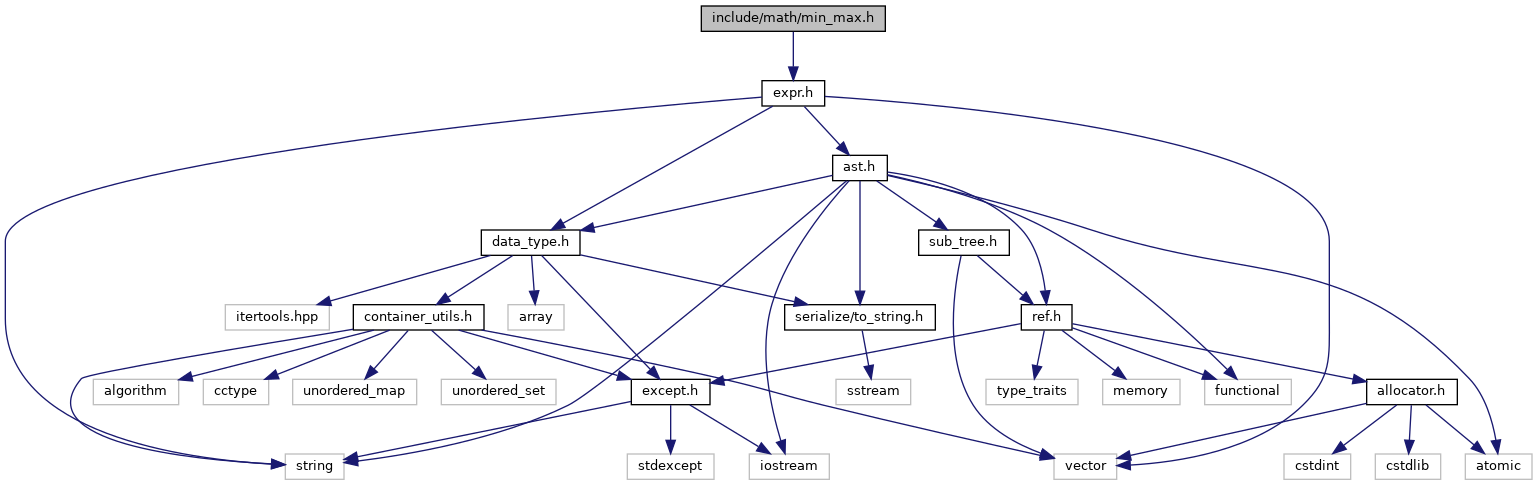 include/math/min_max.h
expr.h
ast.h
data_type.h
sub_tree.h
itertools.hpp
container_utils.h
array
serialize/to_string.h
ref.h
algorithm
cctype
unordered_map
unordered_set
except.h
sstream
type_traits
memory
functional
allocator.h
string
stdexcept
iostream
vector
cstdint
cstdlib
atomic